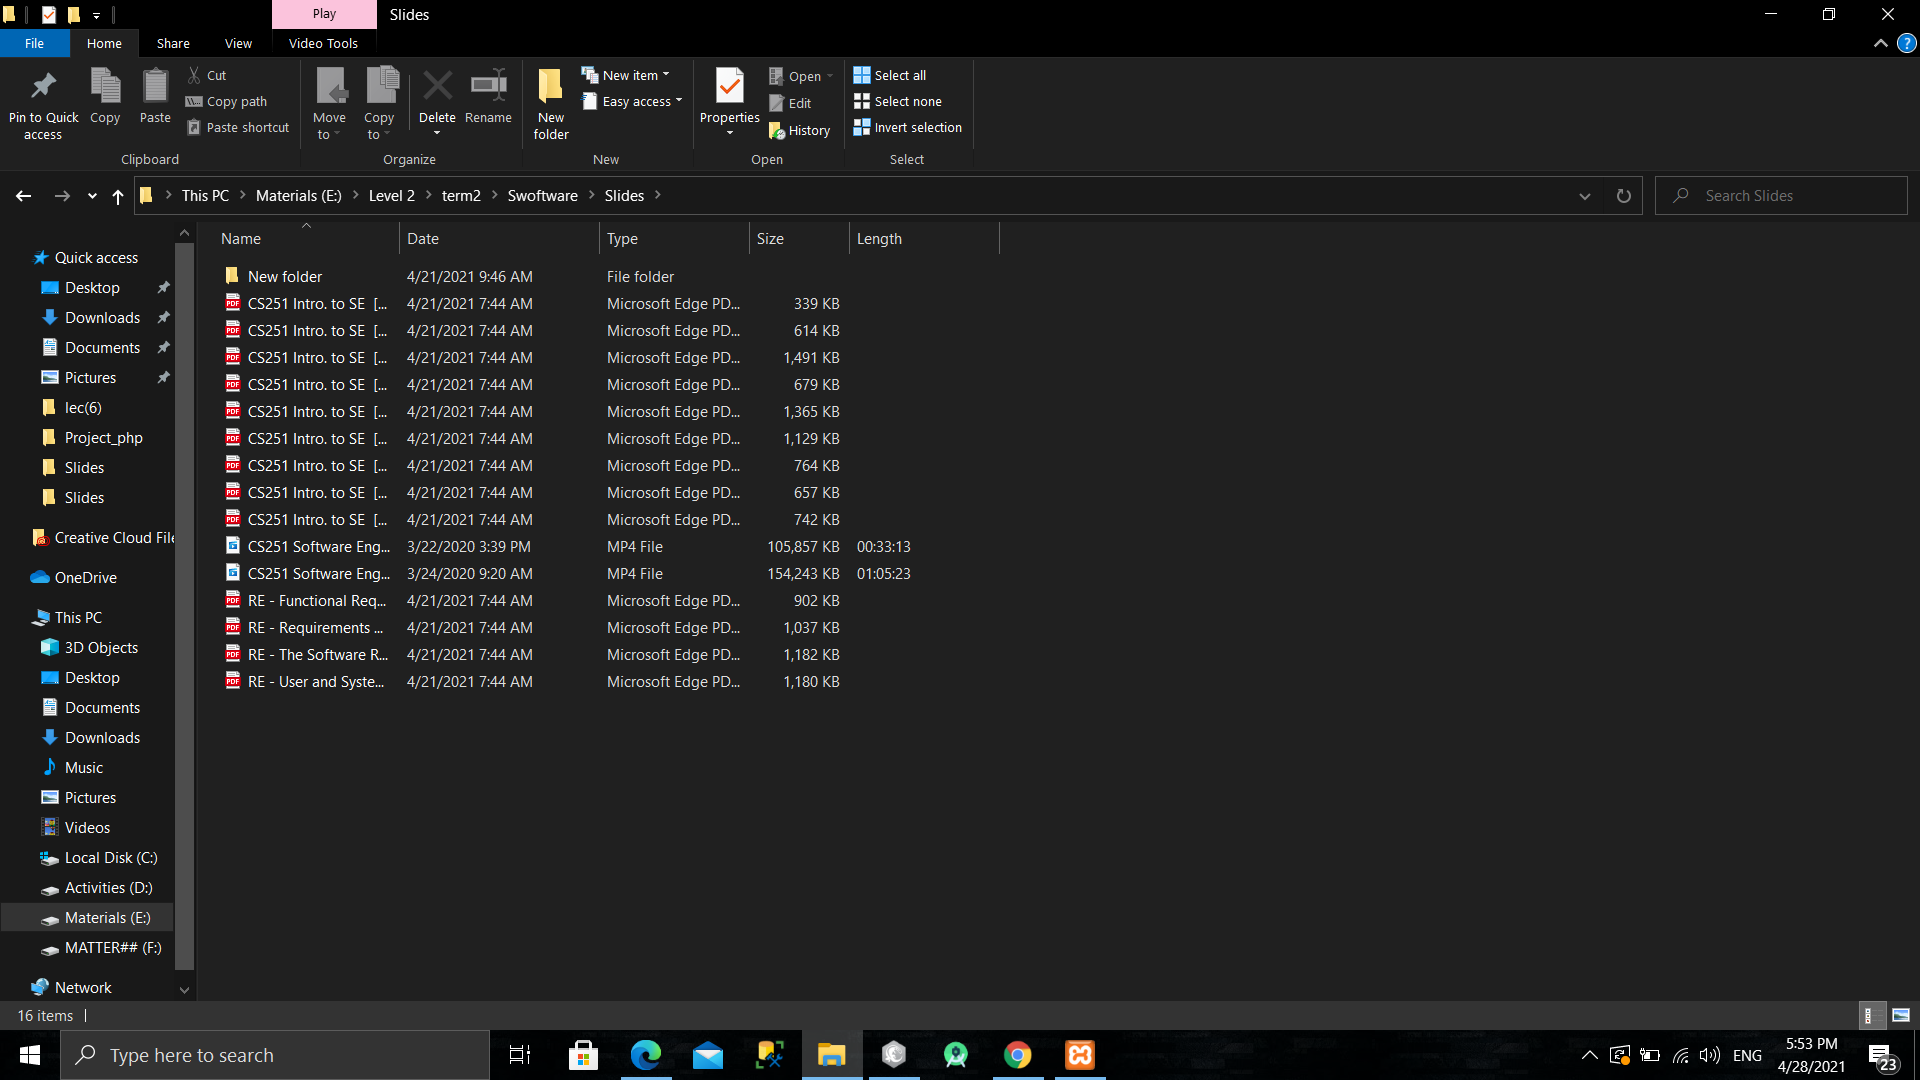 Play Slides
File Home Share View Video Tools
Pin to Quick access
Copy
Paste
Cut
Copy path
Paste shortcut
Clipboard
Move to
Copy to
Delete
Rename
Organize
New folder
New item
Easy access
New
Properties
Open
Edit
History
Open
Select all
Select none
Invert selection
Select
This PC > Materials (E:) > Level 2 > term2 > Swoftware > Slides >
Search Slides
Quick access
Desktop
Downloads
Documents
Pictures
lec(6)
Project_php
Slides
Slides
Creative Cloud File
OneDrive
This PC
3D Objects
Desktop
Documents
Downloads
Music
Pictures
Videos
Local Disk (C:)
Activities (D:)
Materials (E:)
MATTER## (F:)
Network
Name Date Type Size Length
New folder 4/21/2021 9:46 AM File folder
CS251 Intro. to SE [... 4/21/2021 7:44 AM Microsoft Edge PD... 339 KB
CS251 Intro. to SE [... 4/21/2021 7:44 AM Microsoft Edge PD... 614 KB
CS251 Intro. to SE [... 4/21/2021 7:44 AM Microsoft Edge PD... 1,491 KB
CS251 Intro. to SE [... 4/21/2021 7:44 AM Microsoft Edge PD... 679 KB
CS251 Intro. to SE [... 4/21/2021 7:44 AM Microsoft Edge PD... 1,365 KB
CS251 Intro. to SE [... 4/21/2021 7:44 AM Microsoft Edge PD... 1,129 KB
CS251 Intro. to SE [... 4/21/2021 7:44 AM Microsoft Edge PD... 764 KB
CS251 Intro. to SE [... 4/21/2021 7:44 AM Microsoft Edge PD... 657 KB
CS251 Intro. to SE [... 4/21/2021 7:44 AM Microsoft Edge PD... 742 KB
CS251 Software Eng... 3/22/2020 3:39 PM MP4 File 105,857 KB 00:33:13
CS251 Software Eng... 3/24/2020 9:20 AM MP4 File 154,243 KB 01:05:23
RE - Functional Req... 4/21/2021 7:44 AM Microsoft Edge PD... 902 KB
RE - Requirements ... 4/21/2021 7:44 AM Microsoft Edge PD... 1,037 KB
RE - The Software R... 4/21/2021 7:44 AM Microsoft Edge PD... 1,182 KB
RE - User and Syste... 4/21/2021 7:44 AM Microsoft Edge PD... 1,180 KB
16 items
Type here to search
ENG
5:53 PM
4/28/2021
23